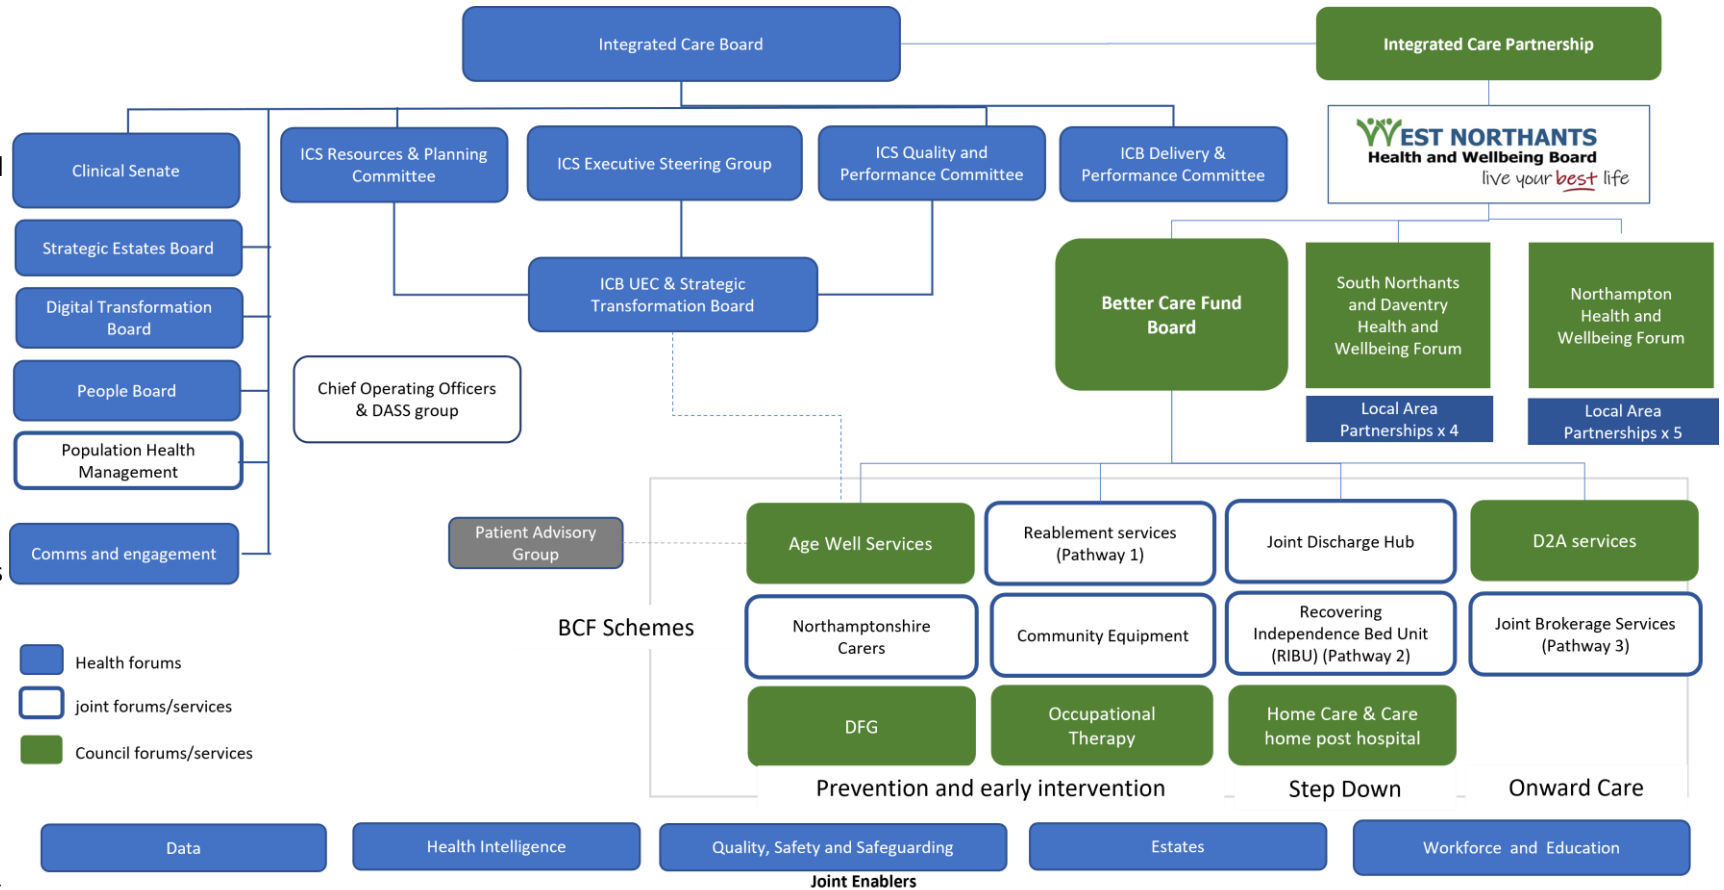 Integrated Care Board
Integrated Care Partnership
WEST NORTHANTS
Health and Wellbeing Board
live your best life
Clinical Senate
ICS Resources & Planning
Committee
ICS Executive Steering Group
ICS Quality and
Performance Committee
ICB Delivery &
Performance Committee
Strategic Estates Board
Digital Transformation
Board
People Board
Population Health
Management
Comms and engagement
ICB UEC & Strategic
Transformation Board
Chief Operating Officers
& DASS group
Better Care Fund
Board
South Northants
and Daventry
Health and
Wellbeing Forum
Northampton
Health and
Wellbeing Forum
Local Area
Partnerships x 4
Local Area
Partnerships x 5
Patient Advisory
Group
Age Well Services
Reablement services
(Pathway 1)
Joint Discharge Hub
D2A services
BCF Schemes
Northamptonshire
Carers
Community Equipment
Recovering
Independence Bed Unit
(RIBU) (Pathway 2)
Joint Brokerage Services
(Pathway 3)
DFG
Occupational
Therapy
Home Care & Care
home post hospital
Prevention and early intervention
Step Down
Onward Care
Health forums
joint forums/services
Council forums/services
Data
Health Intelligence
Quality, Safety and Safeguarding
Estates
Workforce and Education
Joint Enablers